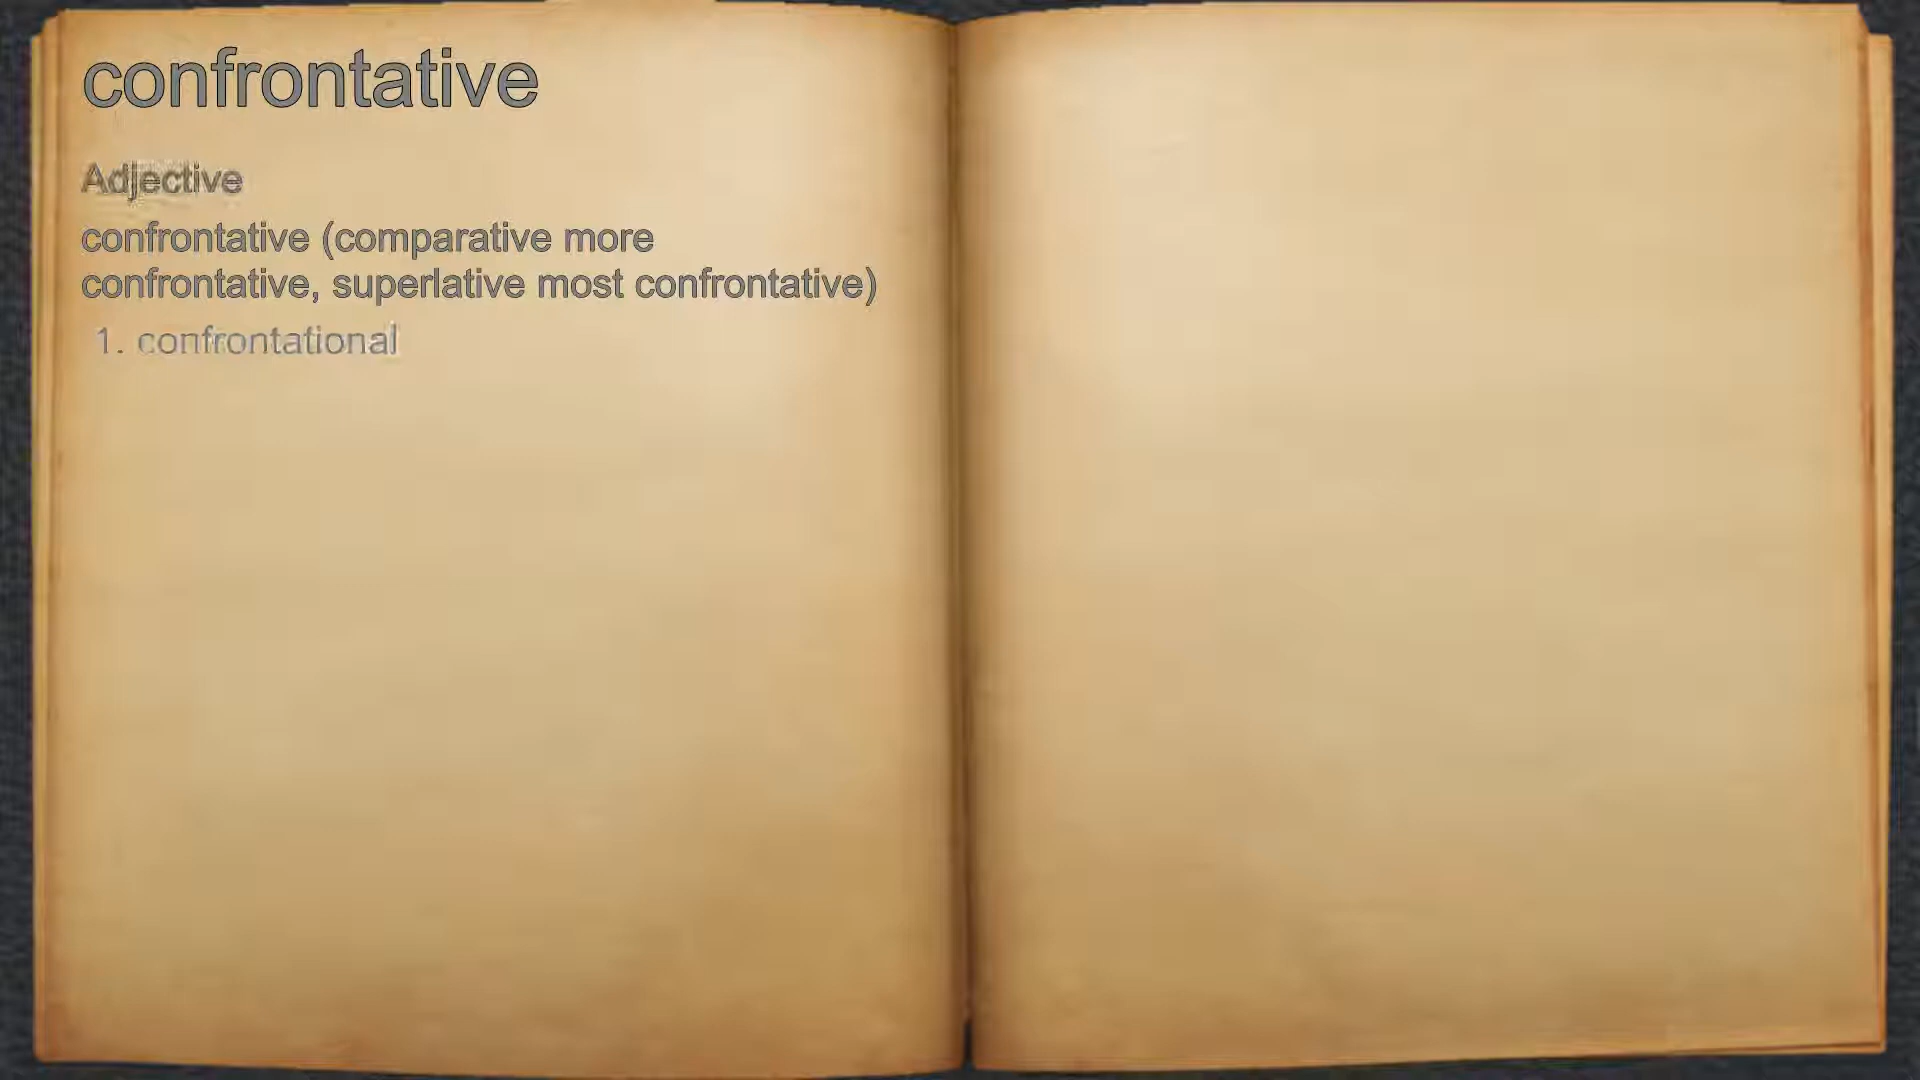 confrontative
Adjective
confrontative (comparative more
confrontative, superlative most confrontative)
1. confrontational